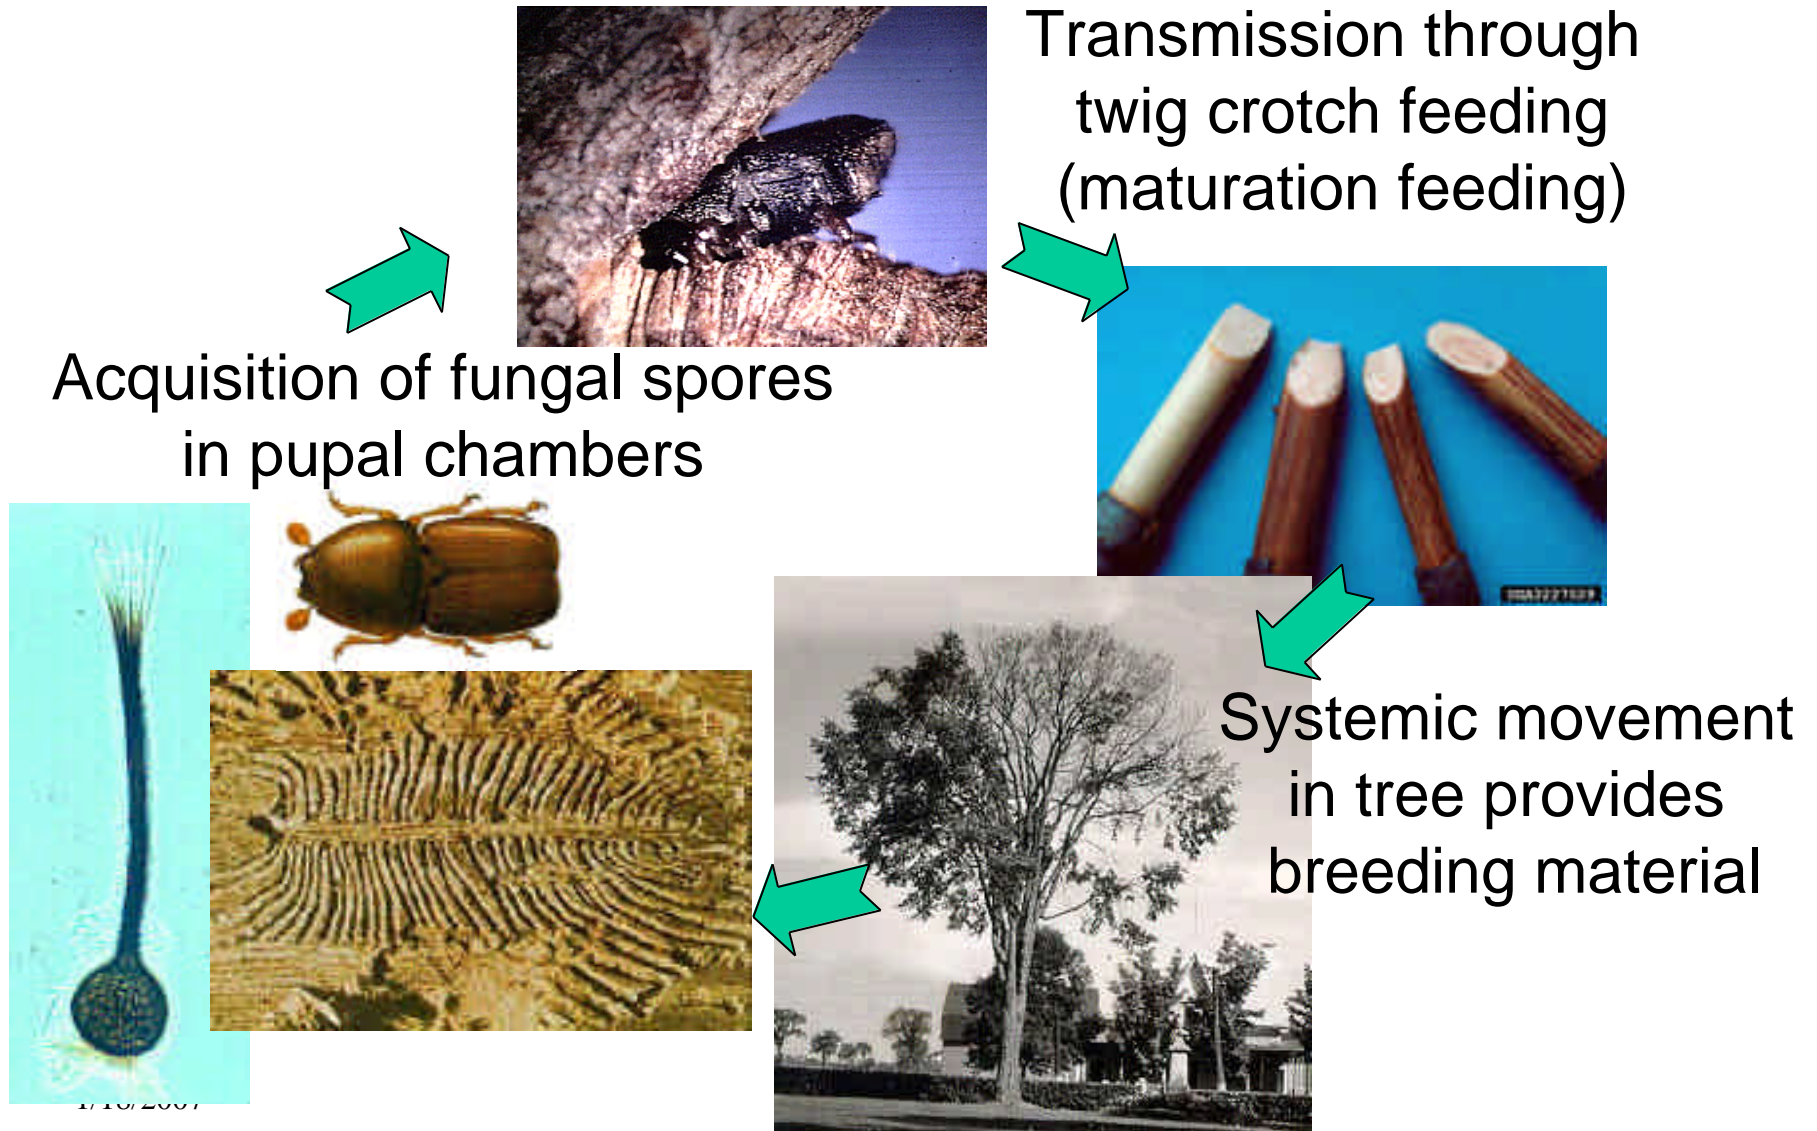 Transmission through
twig crotch feeding
(maturation feeding)
Acquisition of fungal spores
in pupal chambers
Systemic movement
in tree provides
breeding material